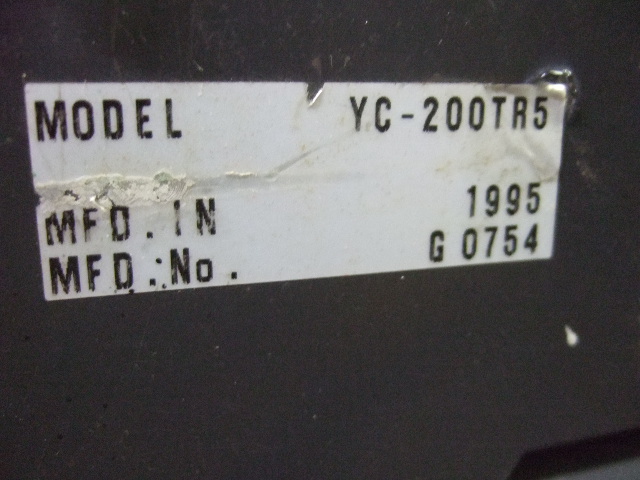 MODEL YC-200TR5
MFD. IN 1995
MFD. No. G 0754